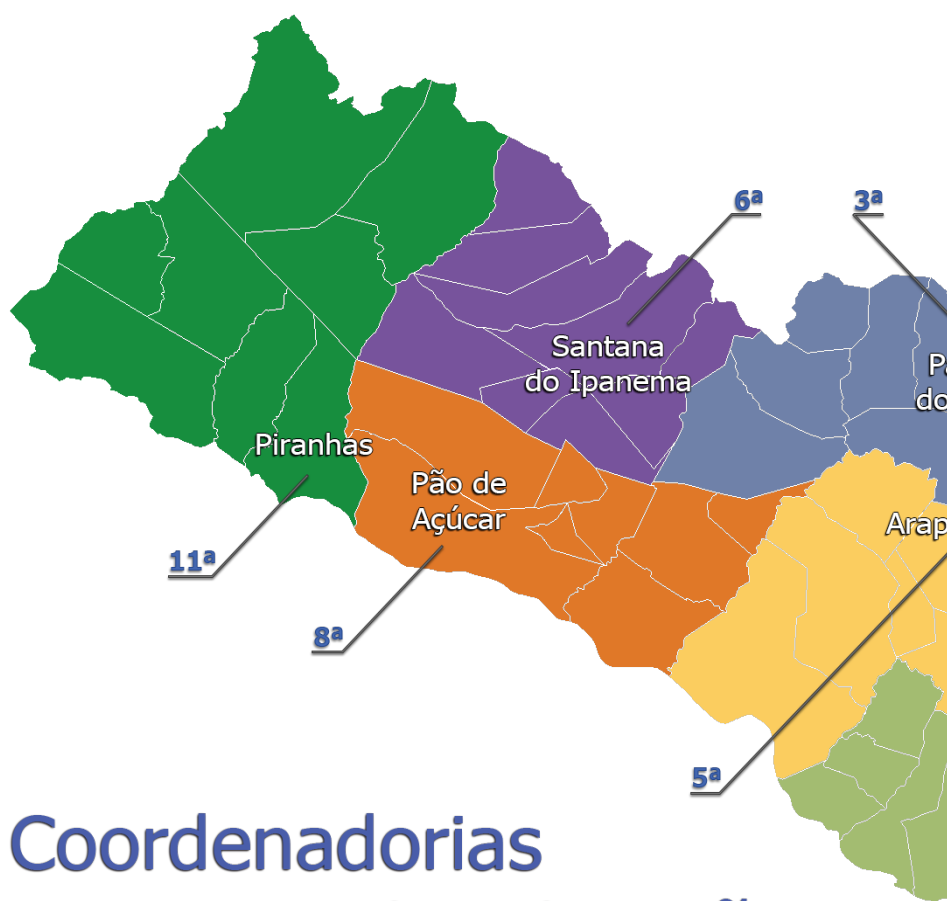 6ª
3ª
Santana
do Ipanema
Piranhas
Pão de
Açúcar
11ª
8ª
5ª
Coordenadorias